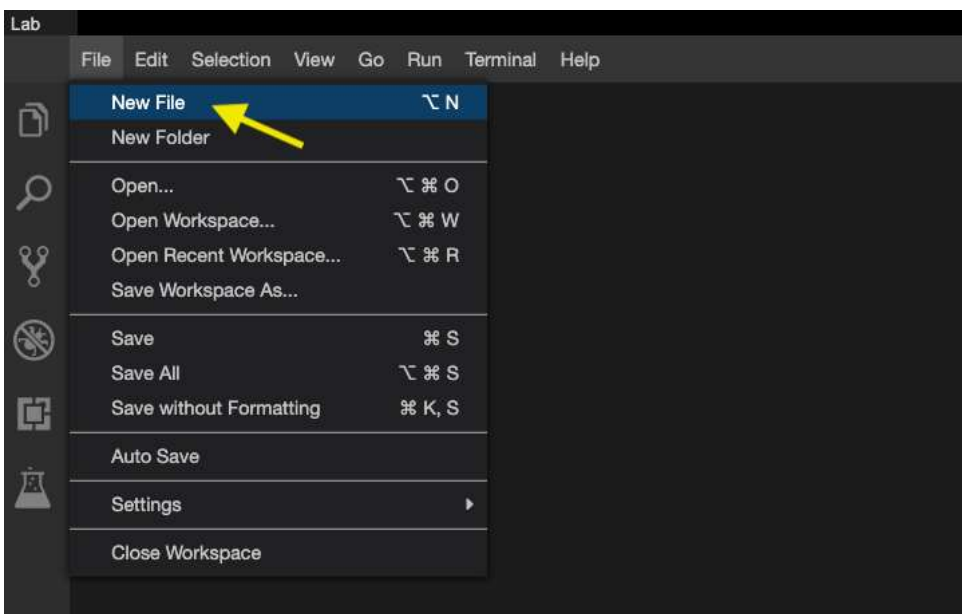 Lab
File Edit Selection View Go Run Terminal Help
New File ⌥ N
New Folder
Open... ⌥ ⌘ O
Open Workspace... ⌥ ⌘ W
Open Recent Workspace... ⌥ ⌘ R
Save Workspace As...
Save ⌘ S
Save All ⌥ ⌘ S
Save without Formatting ⌘ K, S
Auto Save
Settings
Close Workspace